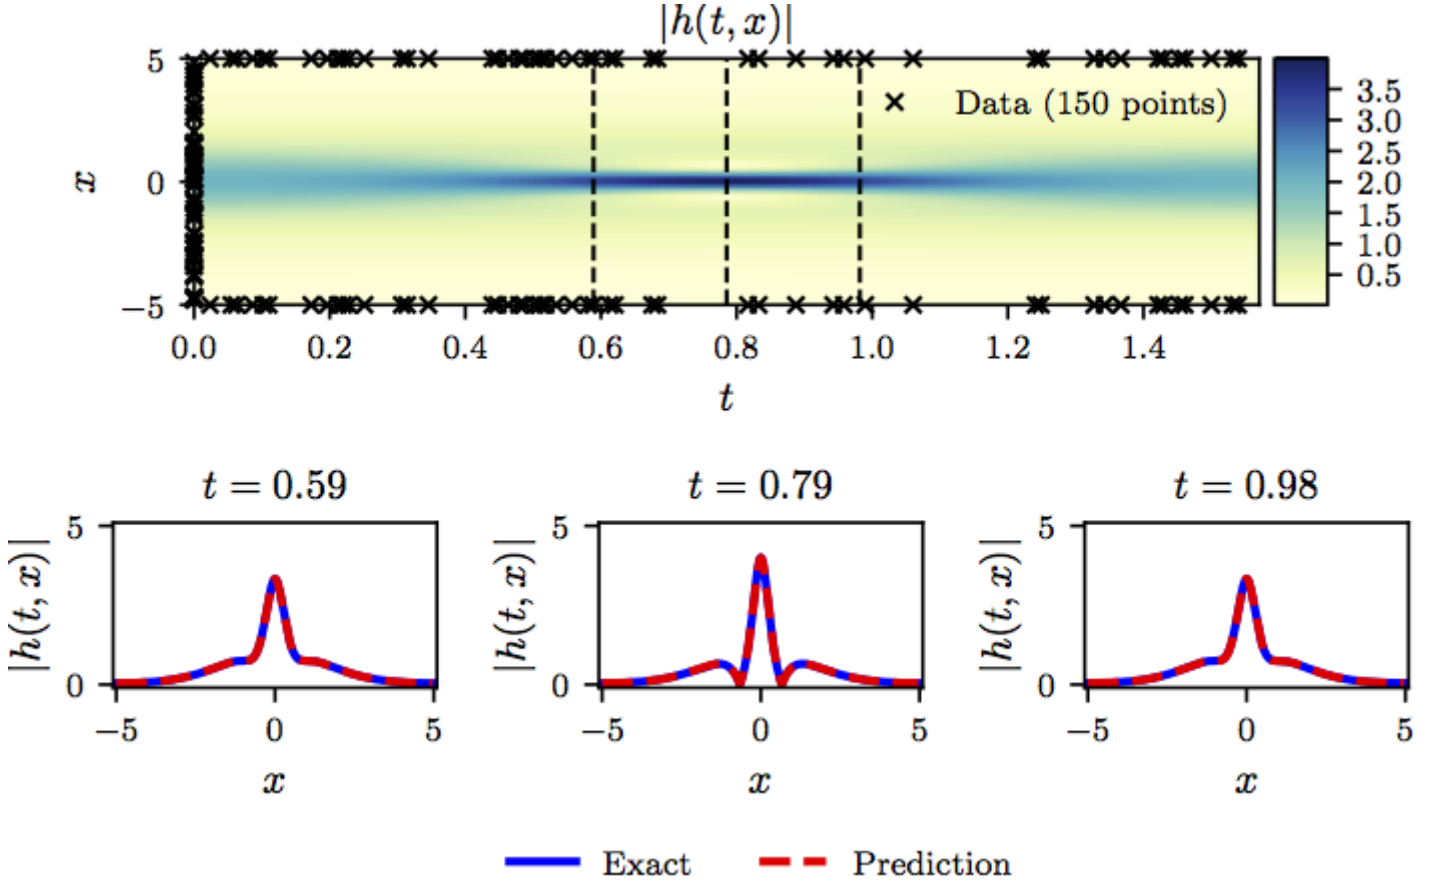 |h(t, x)|
5
0
−5
x
Data (150 points)
3.5
3.0
2.5
2.0
1.5
1.0
0.5
0.0 0.2 0.4 0.6 0.8 1.0 1.2 1.4
t
t = 0.59
|h(t, x)|
5
0
−5 0 5
x
t = 0.79
|h(t, x)|
5
0
−5 0 5
x
t = 0.98
|h(t, x)|
5
0
−5 0 5
x
Exact Prediction